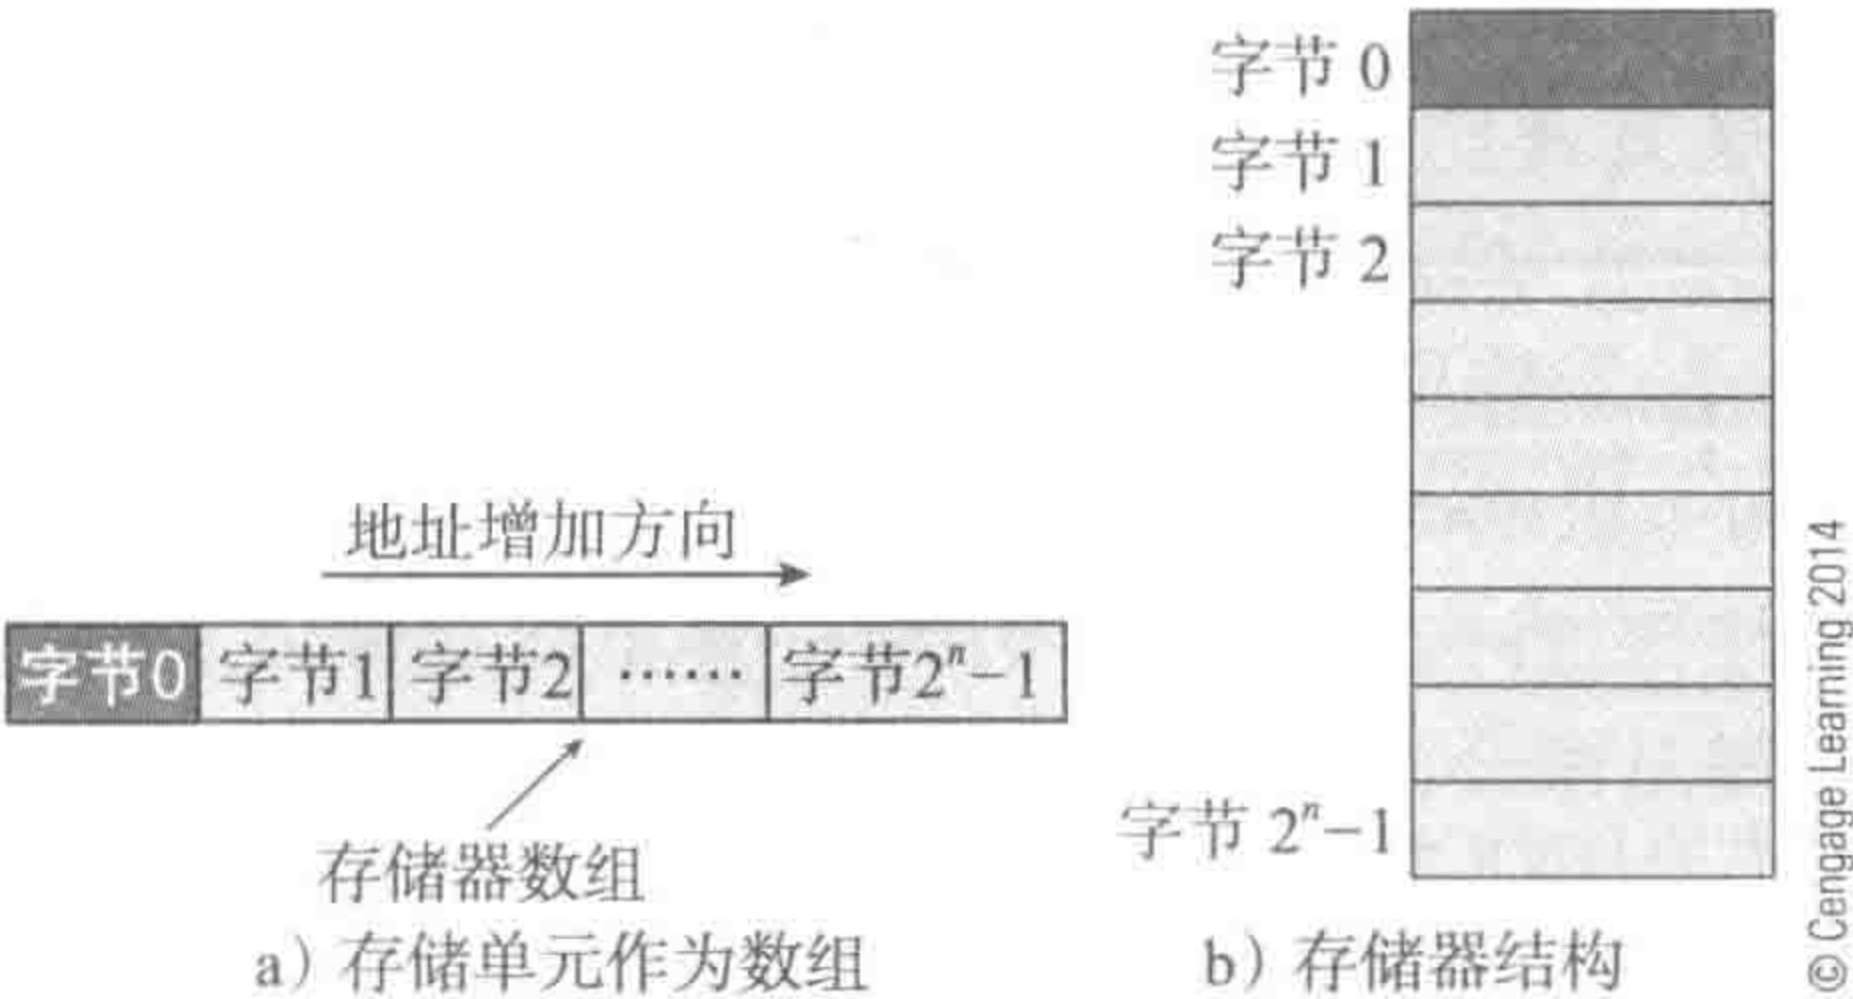 地址增加方向
字节0 字节1 字节2 …… 字节2ⁿ−1
存储器数组
a) 存储单元作为数组
字节 0
字节 1
字节 2
字节 2ⁿ−1
b) 存储器结构
© Cengage Learning 2014